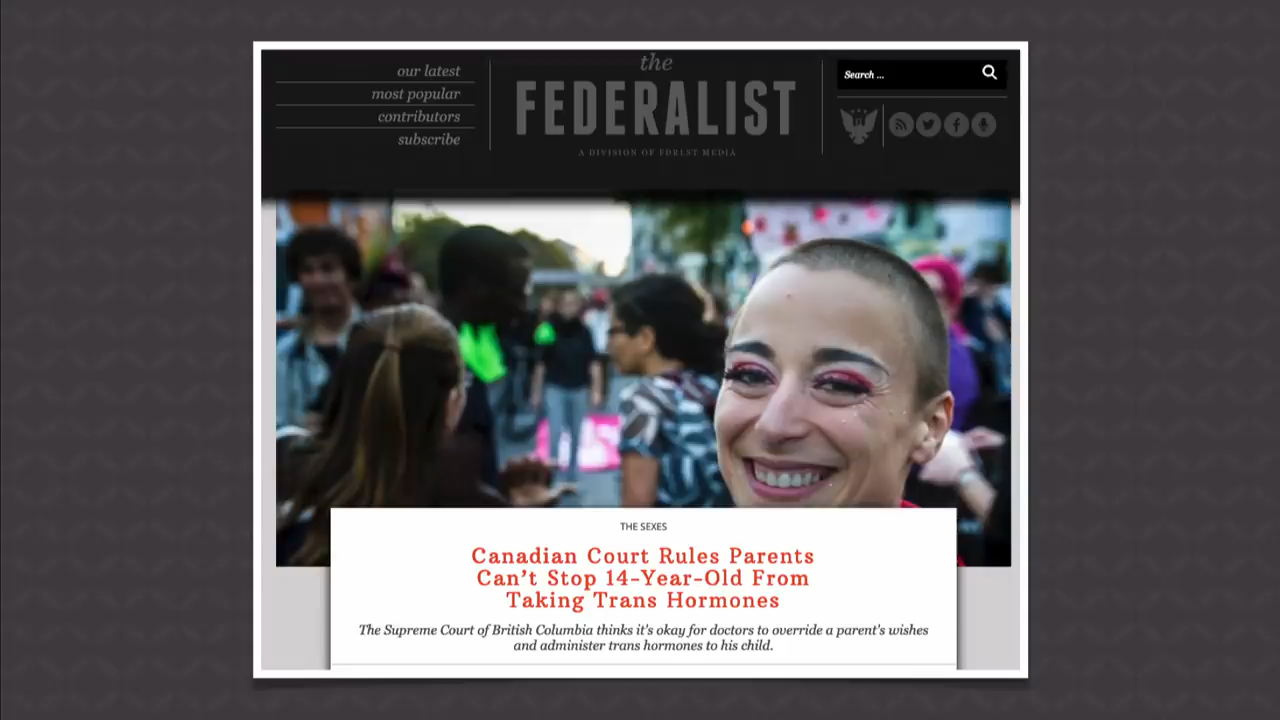 our latest
most popular
contributors
subscribe
the
FEDERALIST
A DIVISION OF FDRLST MEDIA
Search ...
THE SEXES
Canadian Court Rules Parents
Can't Stop 14-Year-Old From
Taking Trans Hormones
The Supreme Court of British Columbia thinks it's okay for doctors to override a parent's wishes
and administer trans hormones to his child.